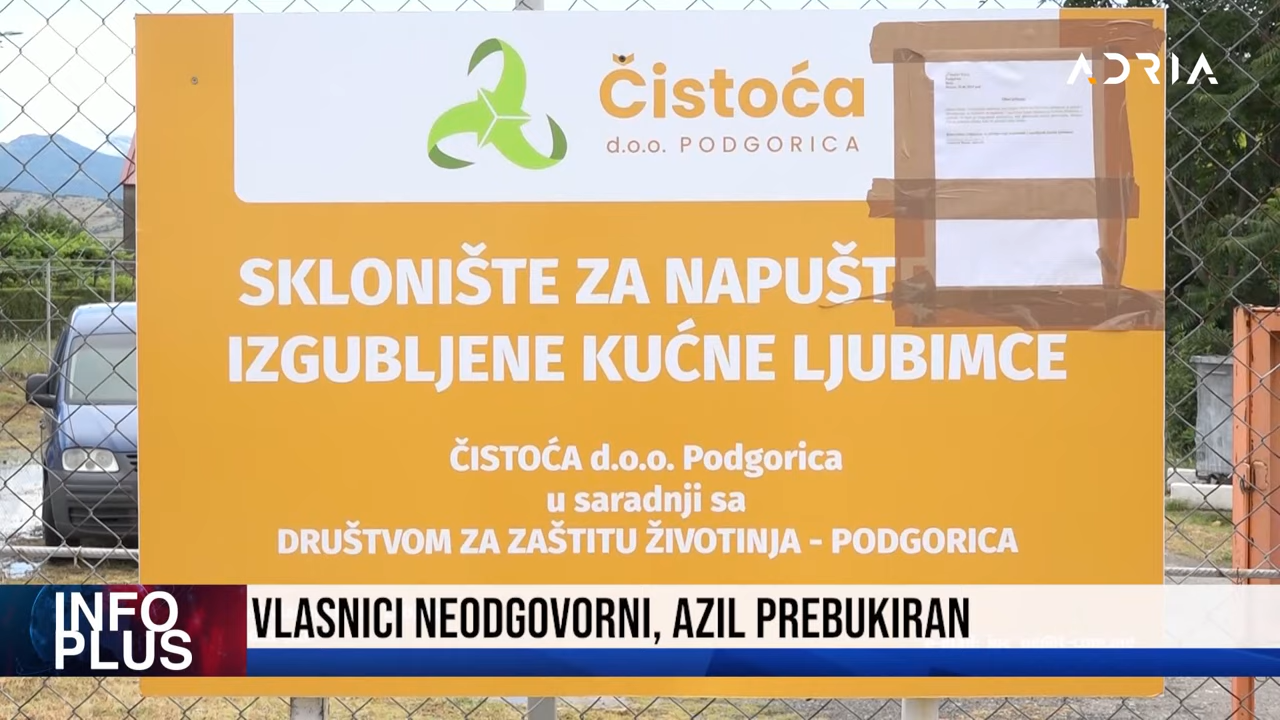 Čistoća
d.o.o. PODGORICA
ADRIA
SKLONIŠTE ZA NAPUŠT
IZGUBLJENE KUĆNE LJUBIMCE
ČISTOĆA d.o.o. Podgorica
u saradnji sa
DRUŠTVOM ZA ZAŠTITU ŽIVOTINJA - PODGORICA
INFO
PLUS
VLASNICI NEODGOVORNI, AZIL PREBUKIRAN